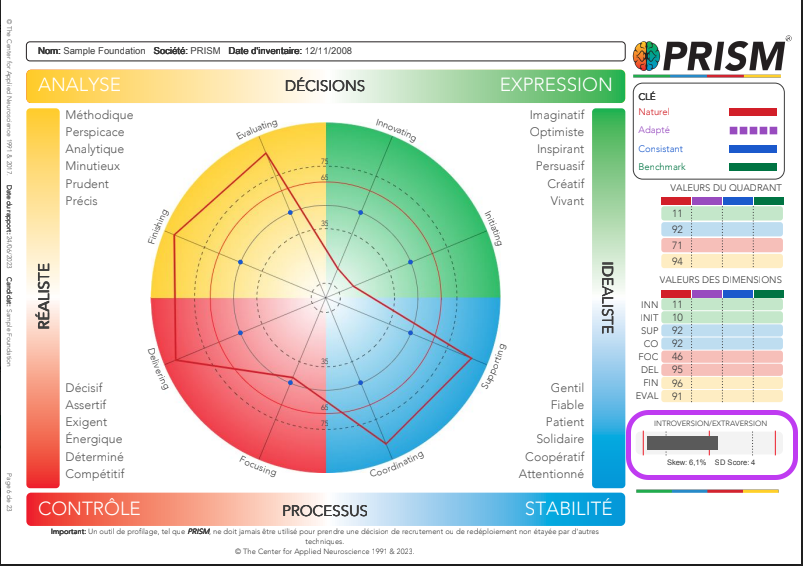 Nom: Sample Foundation Société: PRISM Date d'inventaire: 12/11/2008
PRISM®
ANALYSE DÉCISIONS EXPRESSION
Méthodique
Perspicace
Analytique
Minutieux
Prudent
Précis
Imaginatif
Optimiste
Inspirant
Persuasif
Créatif
Vivant
RÉALISTE
IDEALISTE
Evaluating
Innovating
Initiating
Supporting
Coordinating
Focusing
Delivering
Finishing
75
65
35
35
65
75
Décisif
Assertif
Exigent
Énergique
Déterminé
Compétitif
Gentil
Fiable
Patient
Solidaire
Coopératif
Attentionné
CONTRÔLE PROCESSUS STABILITÉ
Important: Un outil de profilage, tel que PRISM, ne doit jamais être utilisé pour prendre une décision de recrutement ou de redéploiement non étayée par d'autres
techniques.
© The Center for Applied Neuroscience 1991 & 2023.
CLÉ
Naturel
Adapté
Consistant
Benchmark
VALEURS DU QUADRANT
11
92
71
94
VALEURS DES DIMENSIONS
INN 11
INIT 10
SUP 92
CO 92
FOC 46
DEL 95
FIN 96
EVAL 91
INTROVERSION/EXTRAVERSION
Skew: 6,1% SD Score: 4
© The Center for Applied Neuroscience 1991 & 2017. Date du rapport: 24/06/2023 Candidat: Sample Foundation
Page 6 de 23